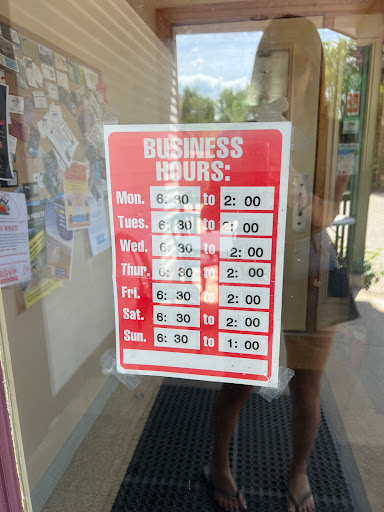 BUSINESS
HOURS:
Mon. 6: 30 to 2: 00
Tues. 6: 30 to 2: 00
Wed. 6: 30 to 2: 00
Thur. 6: 30 to 2: 00
Fri. 6: 30 to 2: 00
Sat. 6: 30 to 2: 00
Sun. 6: 30 to 1: 00